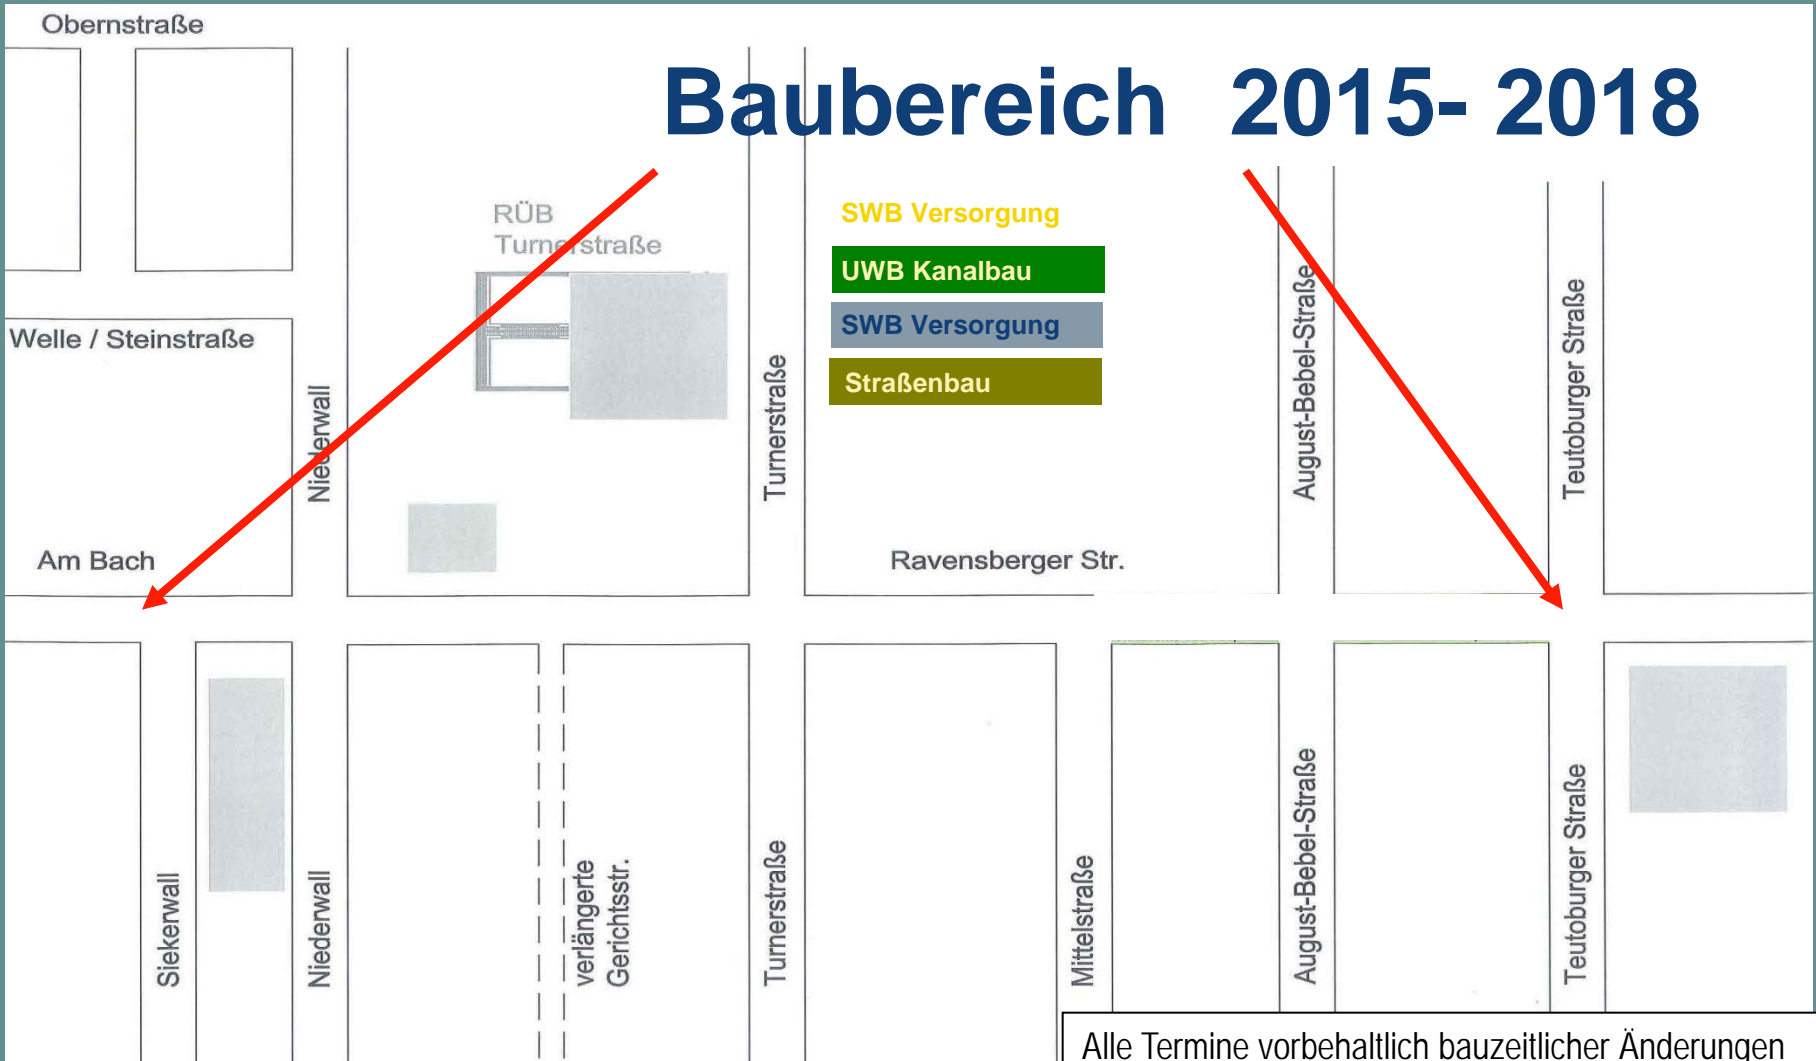 Obernstraße
Baubereich 2015- 2018
RÜB
Turnerstraße
SWB Versorgung
UWB Kanalbau
SWB Versorgung
Straßenbau
Welle / Steinstraße
Niederwall
Turnerstraße
August-Bebel-Straße
Teutoburger Straße
Am Bach
Ravensberger Str.
Siekerwall
Niederwall
verlängerte
Gerichtsstr.
Turnerstraße
Mittelstraße
August-Bebel-Straße
Teutoburger Straße
Alle Termine vorbehaltlich bauzeitlicher Änderungen